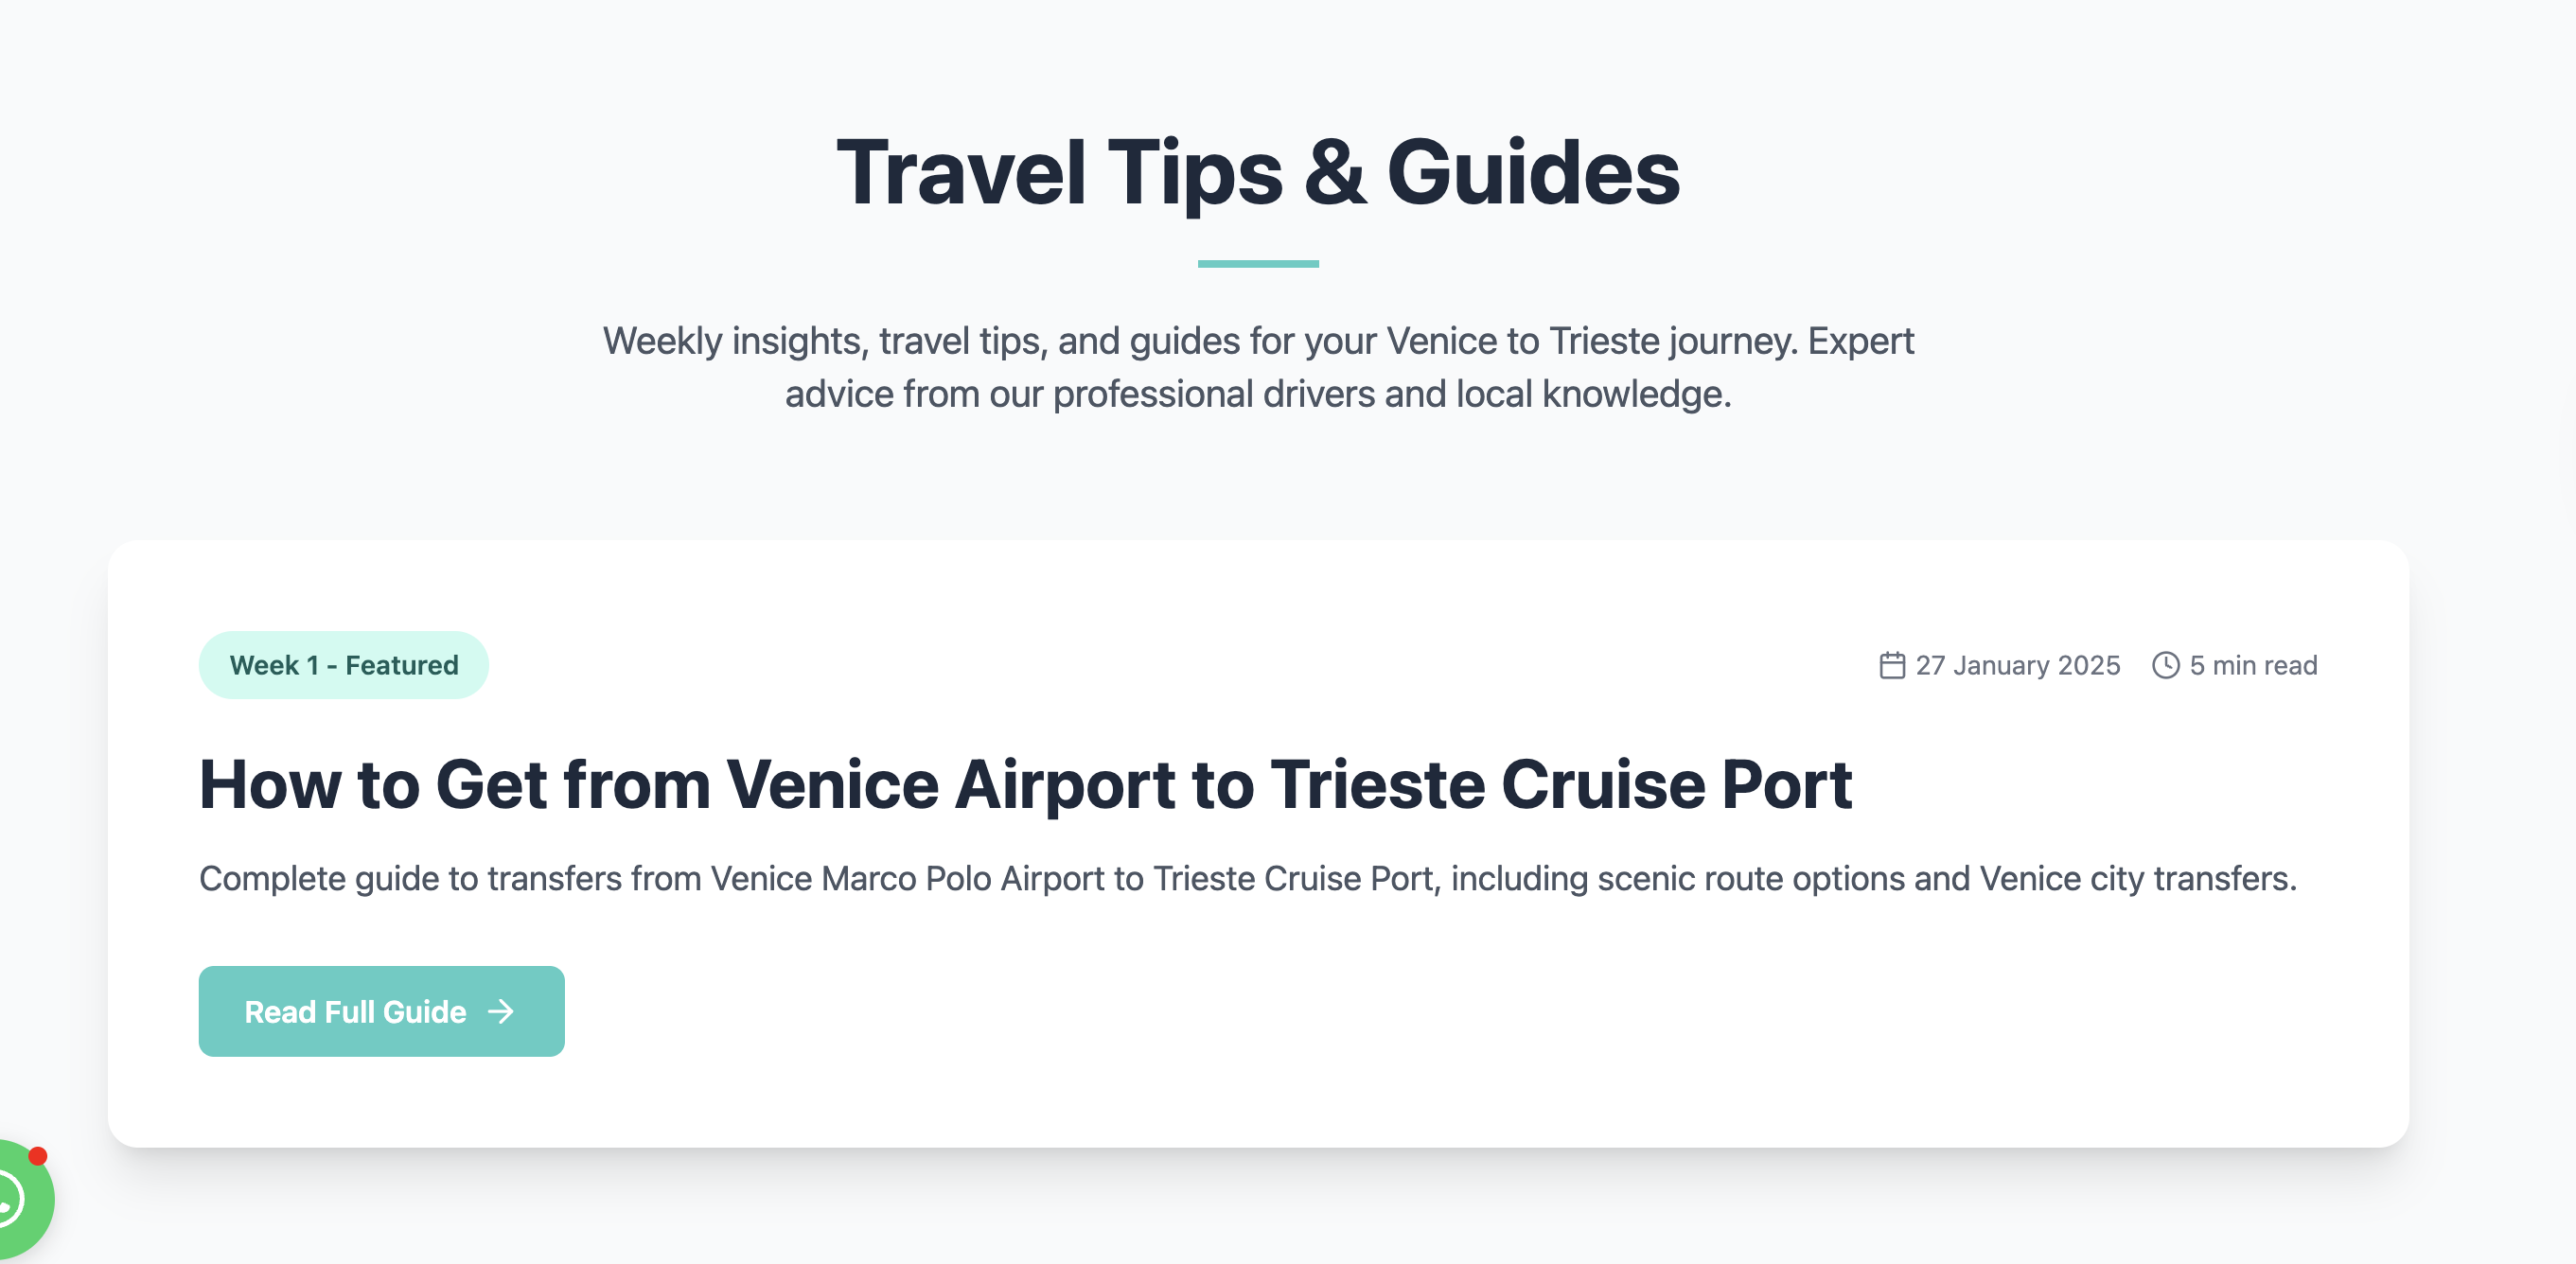 Travel Tips & Guides
Weekly insights, travel tips, and guides for your Venice to Trieste journey. Expert
advice from our professional drivers and local knowledge.
Week 1 - Featured
27 January 2025
5 min read
How to Get from Venice Airport to Trieste Cruise Port
Complete guide to transfers from Venice Marco Polo Airport to Trieste Cruise Port, including scenic route options and Venice city transfers.
Read Full Guide